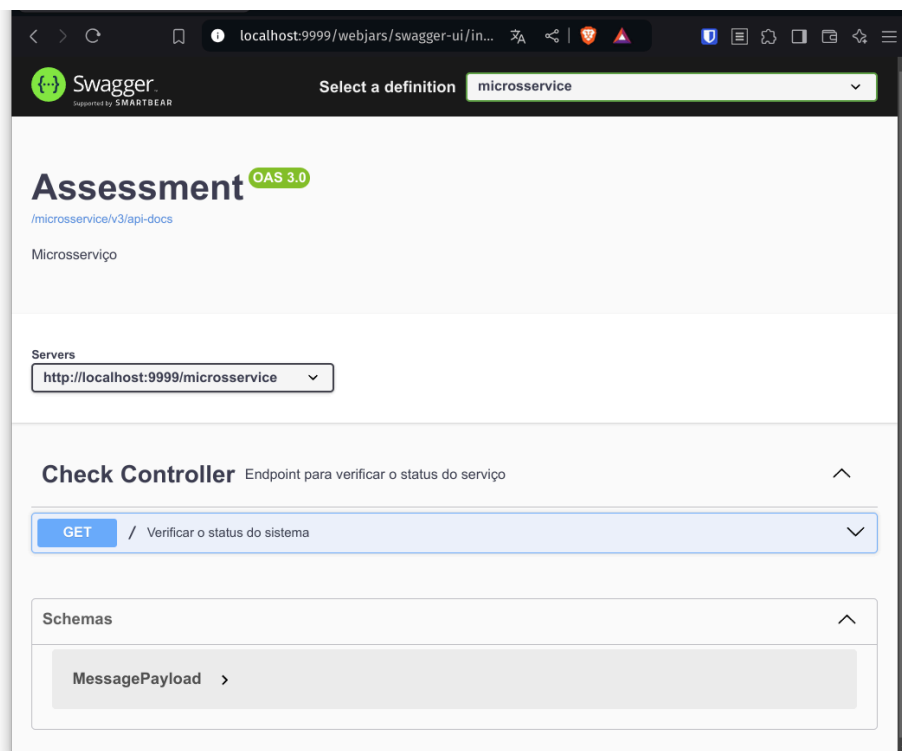 localhost:9999/webjars/swagger-ui/in...
Swagger
Supported by SMARTBEAR
Select a definition
microsservice
Assessment OAS 3.0
/microsservice/v3/api-docs
Microsserviço
Servers
http://localhost:9999/microsservice
Check Controller Endpoint para verificar o status do serviço
GET / Verificar o status do sistema
Schemas
MessagePayload